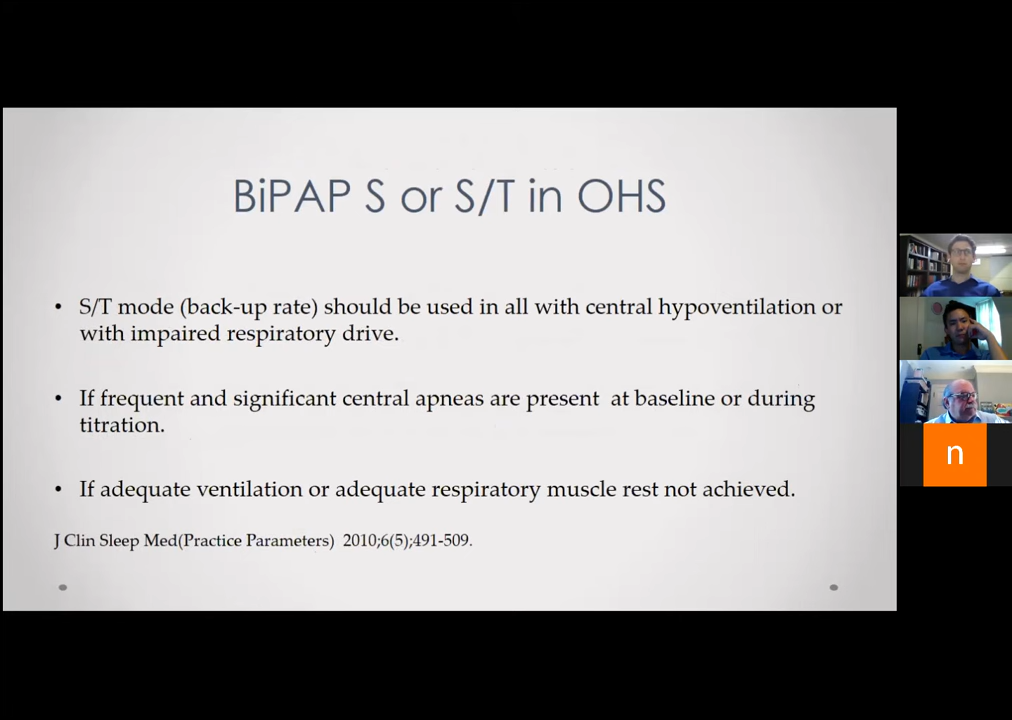 BiPAP S or S/T in OHS
• S/T mode (back-up rate) should be used in all with central hypoventilation or
with impaired respiratory drive.
• If frequent and significant central apneas are present at baseline or during
titration.
• If adequate ventilation or adequate respiratory muscle rest not achieved.
J Clin Sleep Med(Practice Parameters) 2010;6(5);491-509.
n